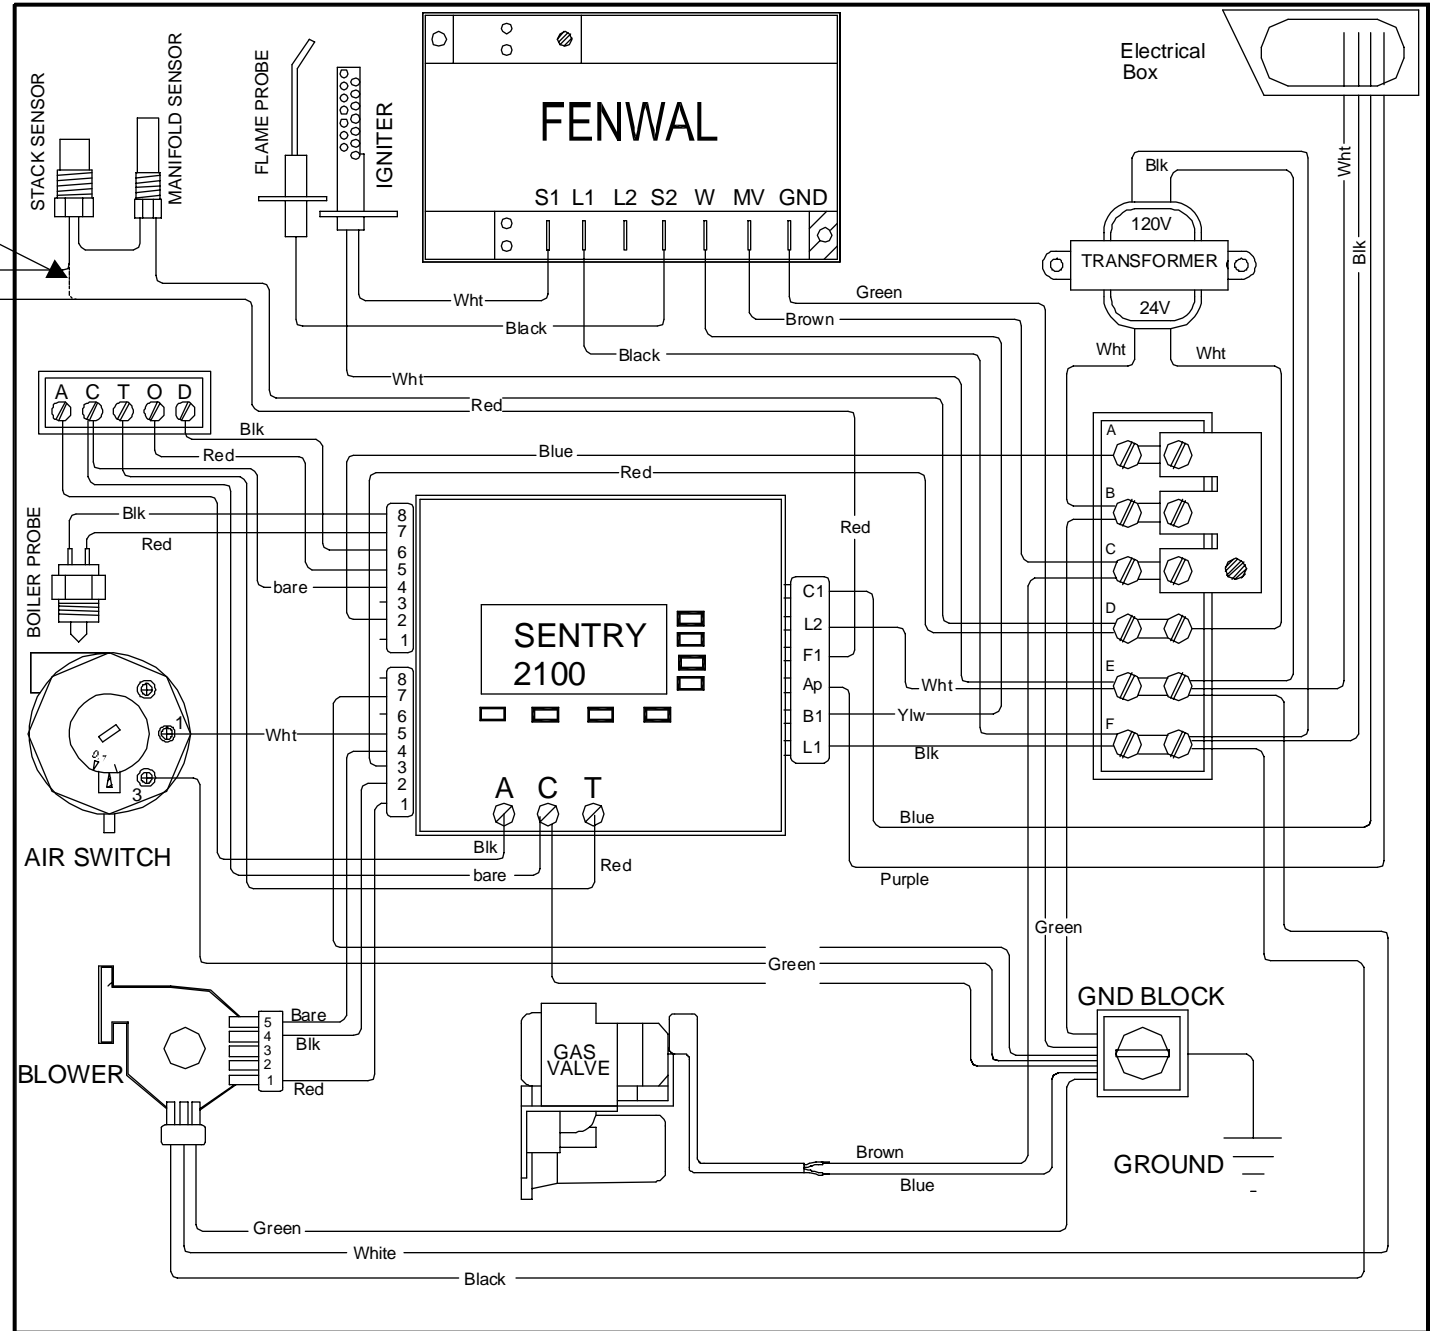 STACK SENSOR
MANIFOLD SENSOR
FLAME PROBE
IGNITER
FENWAL
S1 L1 L2 S2 W MV GND
Electrical
Box
Wht
Blk
Blk
120V
TRANSFORMER
24V
Wht
Wht
Green
Wht
Brown
Black
Black
Wht
Red
A C T O D
Blk
Red
Blue
Red
Blk
Red
bare
BOILER PROBE
8
7
6
5
4
3
2
1
Red
A
B
C
D
E
F
SENTRY
2100
C1
L2
F1
Ap
B1
L1
Wht
Ylw
Blk
8
7
6
5
4
3
2
1
1
3
0.1
Wht
AIR SWITCH
A C T
Blk
bare
Red
Blue
Purple
Green
Green
GND BLOCK
BLOWER
5
4
3
2
1
Bare
Blk
Red
GAS
VALVE
Brown
Blue
GROUND
Green
White
Black